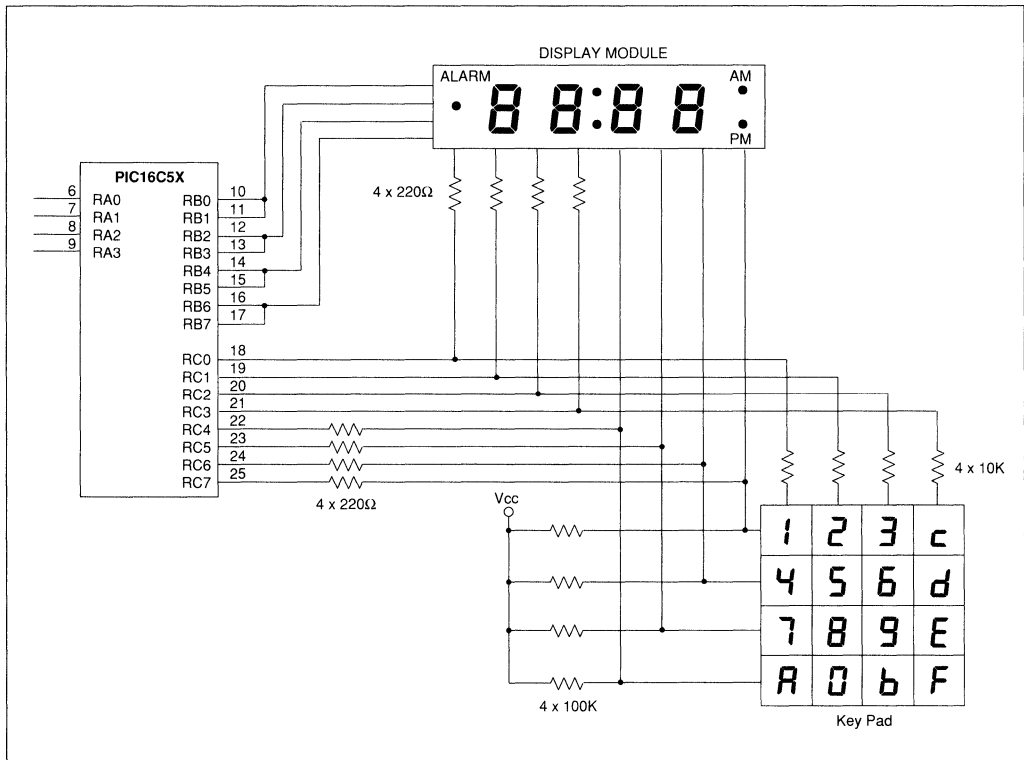 DISPLAY MODULE
ALARM
AM
8 8:8 8
PM
PIC16C5X
6 RA0
7 RA1
8 RA2
9 RA3
RB0 10
RB1 11
RB2 12
RB3 13
RB4 14
RB5 15
RB6 16
RB7 17
RC0 18
RC1 19
RC2 20
RC3 21
RC4 22
RC5 23
RC6 24
RC7 25
4 x 220Ω
4 x 220Ω
4 x 10K
Vcc
1 2 3 c
4 5 6 d
7 8 9 E
A 0 b F
4 x 100K
Key Pad